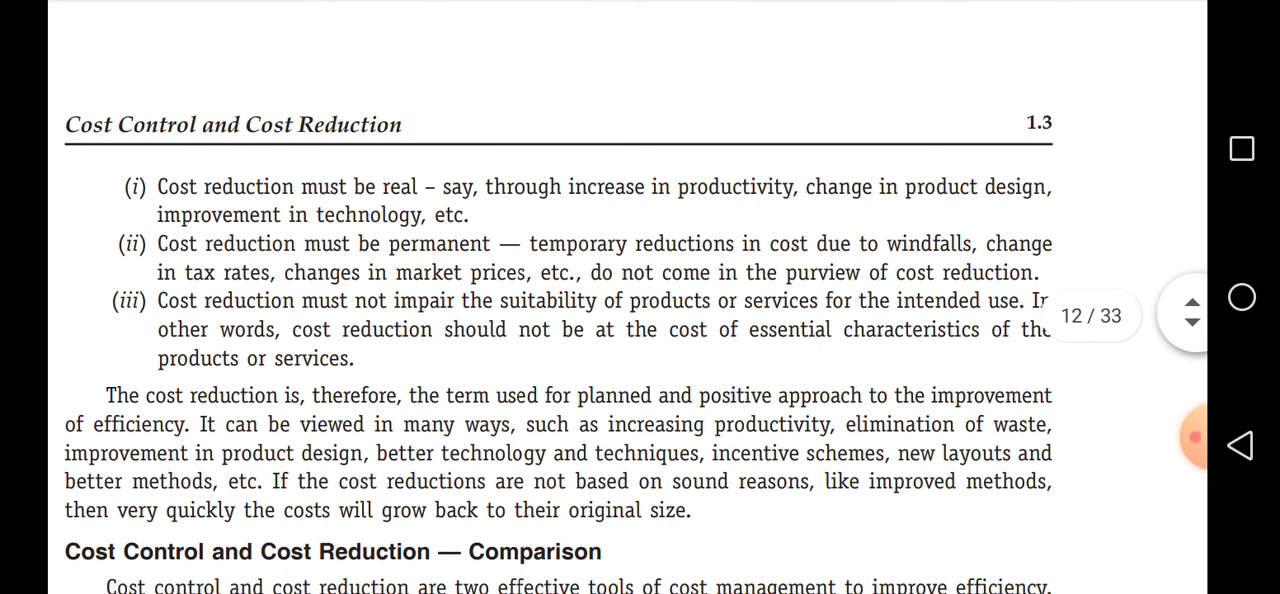 Cost Control and Cost Reduction 1.3
(i) Cost reduction must be real – say, through increase in productivity, change in product design,
improvement in technology, etc.
(ii) Cost reduction must be permanent — temporary reductions in cost due to windfalls, change
in tax rates, changes in market prices, etc., do not come in the purview of cost reduction.
(iii) Cost reduction must not impair the suitability of products or services for the intended use. In
other words, cost reduction should not be at the cost of essential characteristics of the
12 / 33
products or services.
The cost reduction is, therefore, the term used for planned and positive approach to the improvement
of efficiency. It can be viewed in many ways, such as increasing productivity, elimination of waste,
improvement in product design, better technology and techniques, incentive schemes, new layouts and
better methods, etc. If the cost reductions are not based on sound reasons, like improved methods,
then very quickly the costs will grow back to their original size.
Cost Control and Cost Reduction — Comparison
Cost control and cost reduction are two effective tools of cost management to improve efficiency.